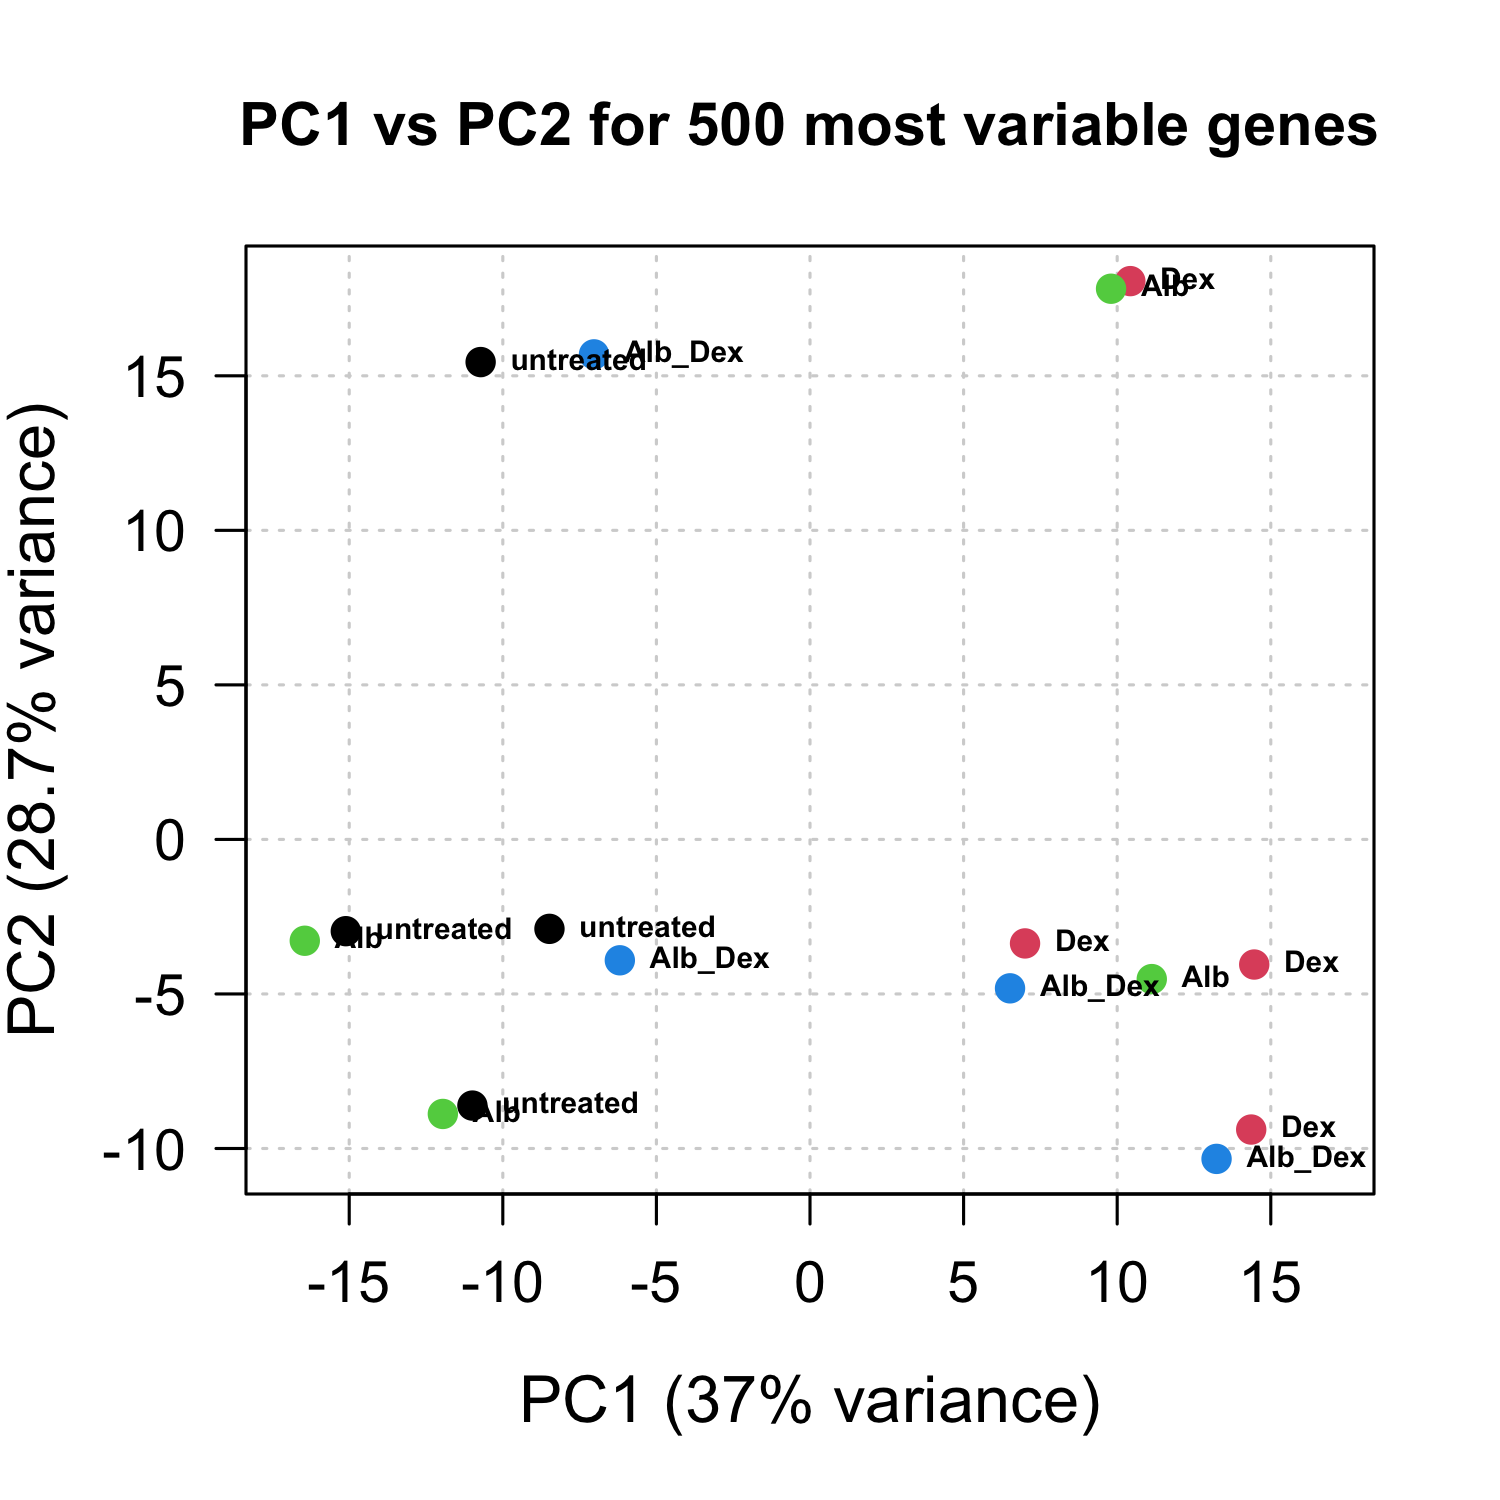 PC1 vs PC2 for 500 most variable genes
Dex
Alb
Alb_Dex
untreated
15
10
5
0
-5
-10
PC2 (28.7% variance)
untreated
untreated
Alb
Dex
Alb_Dex
Dex
Alb
Alb_Dex
untreated
Alb
Dex
Alb_Dex
-15
-10
-5
0
5
10
15
PC1 (37% variance)